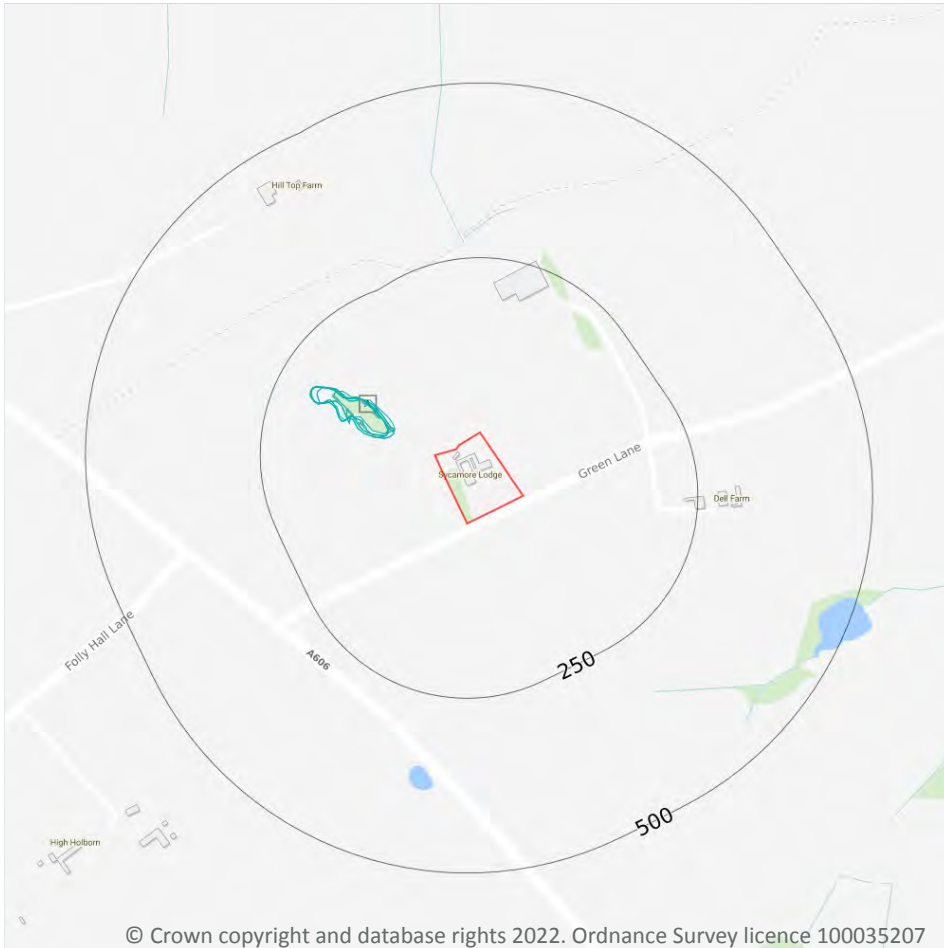 Hill Top Farm
Green Lane
Sycamore Lodge
Dell Farm
Folly Hall Lane
A606
250
500
High Holborn
© Crown copyright and database rights 2022. Ordnance Survey licence 100035207